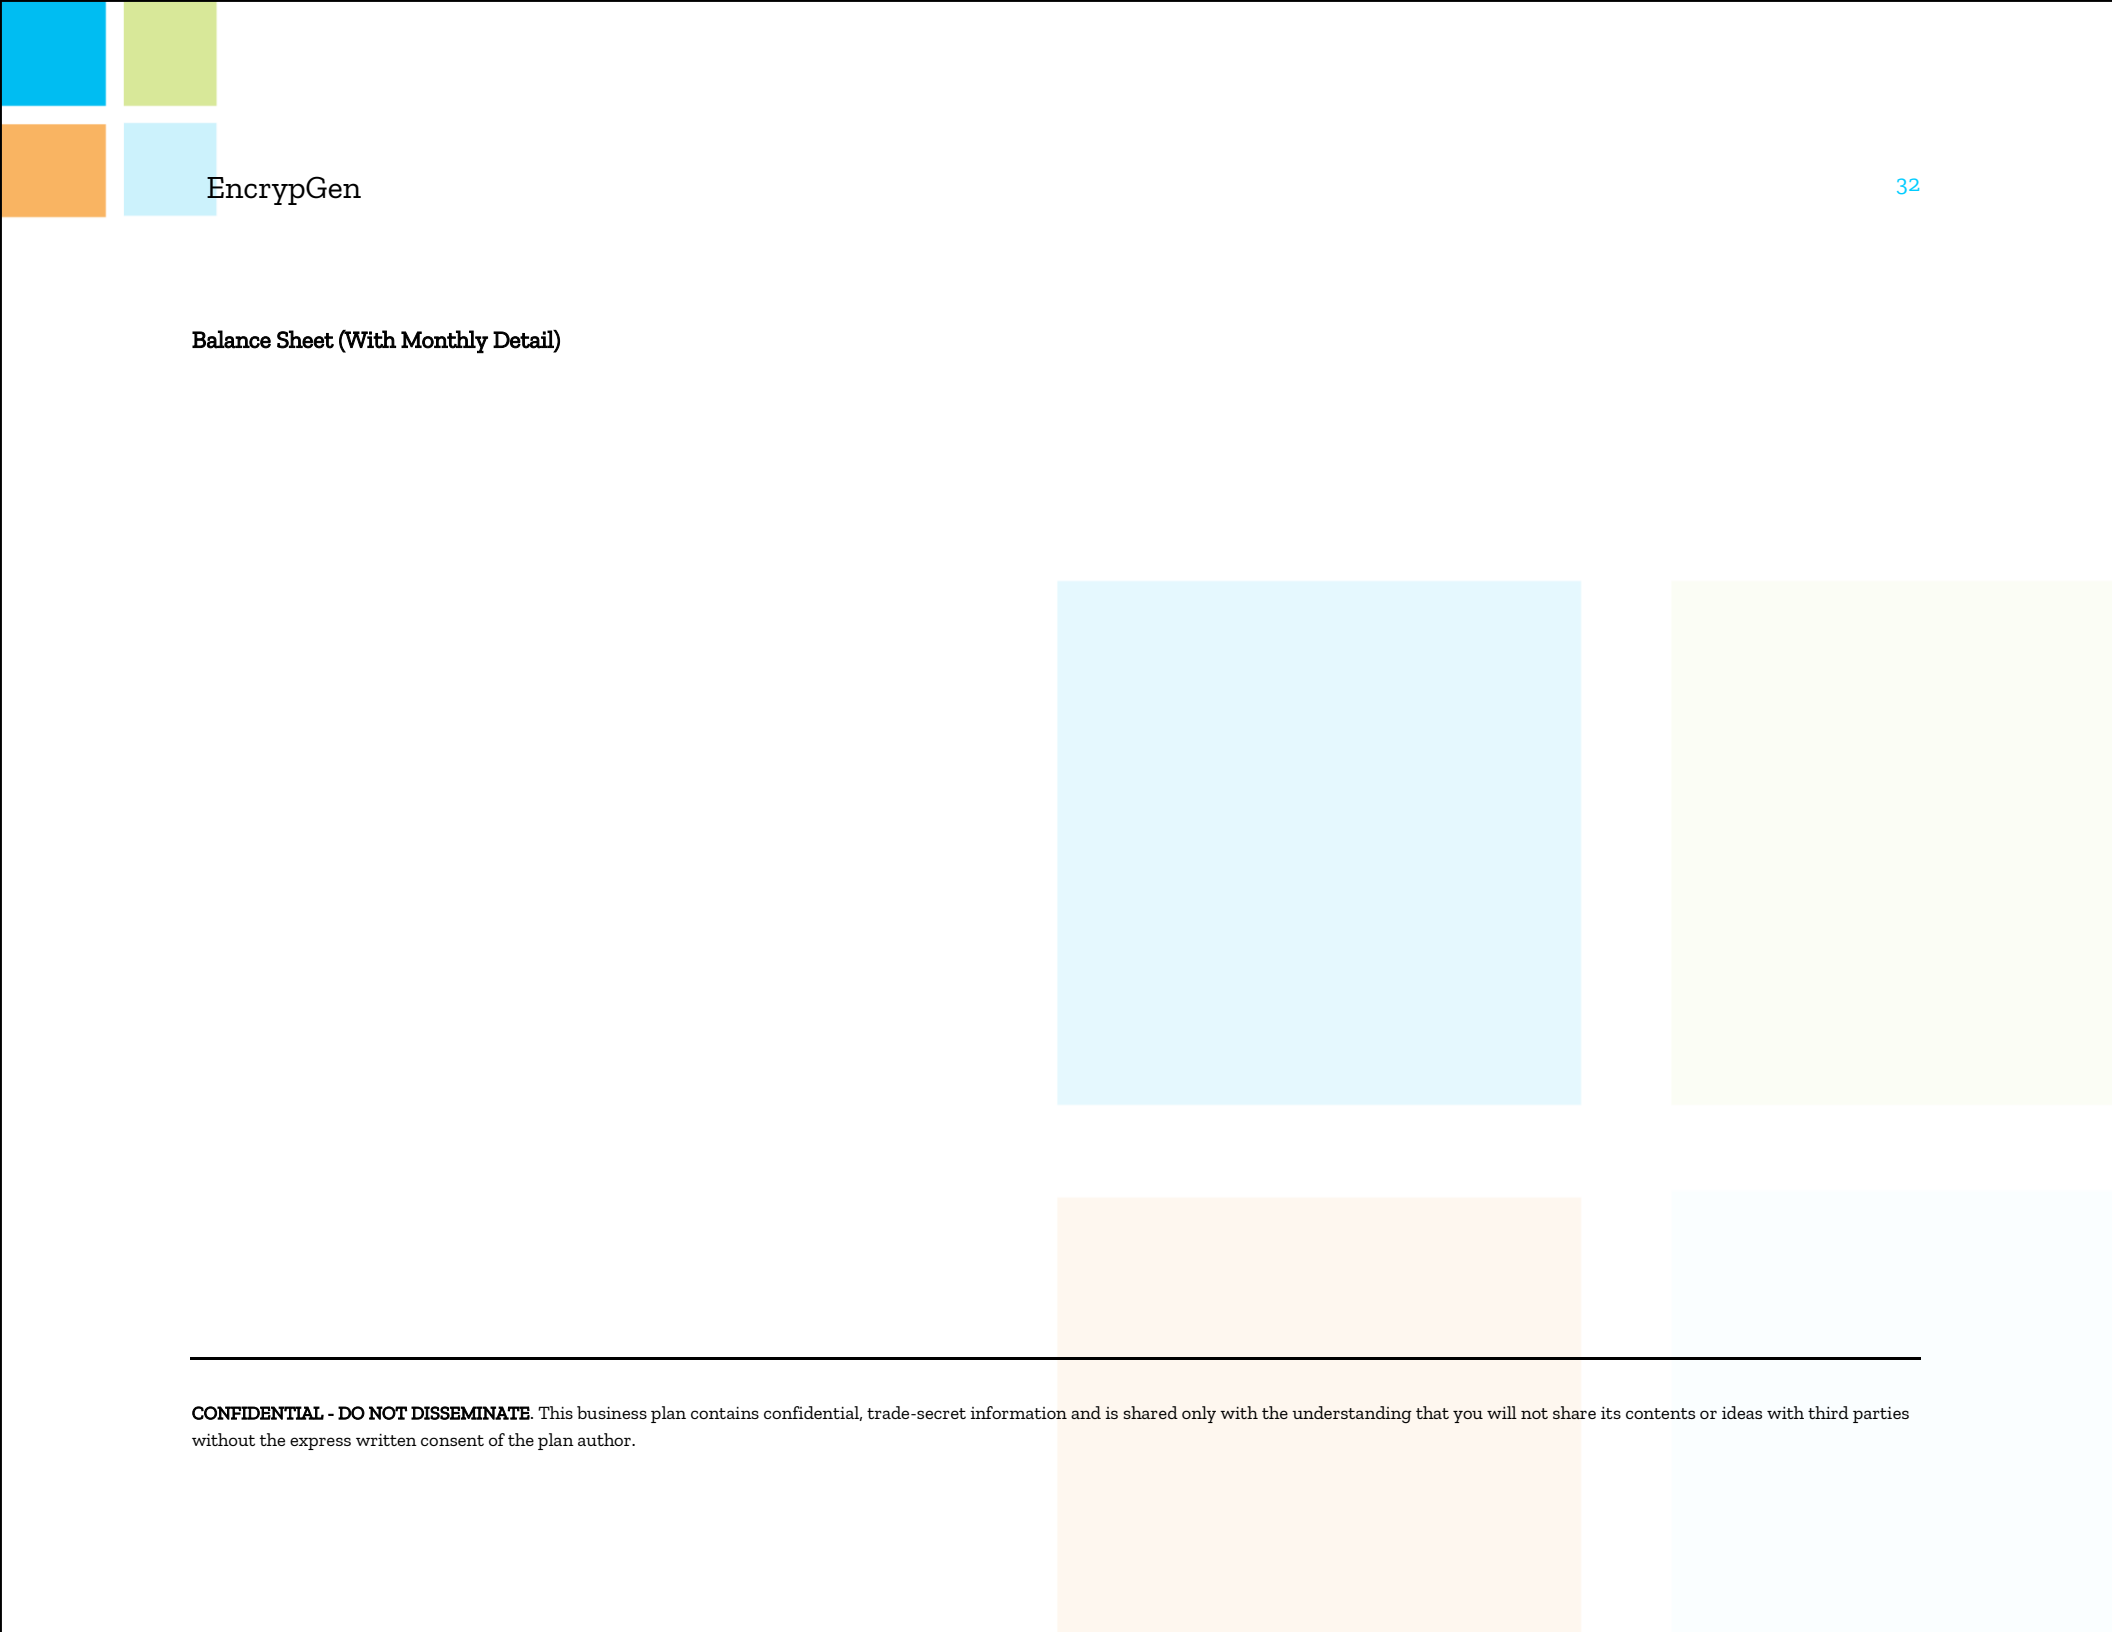 EncrypGen
32
Balance Sheet (With Monthly Detail)
CONFIDENTIAL - DO NOT DISSEMINATE. This business plan contains confidential, trade-secret information and is shared only with the understanding that you will not share its contents or ideas with third parties
without the express written consent of the plan author.